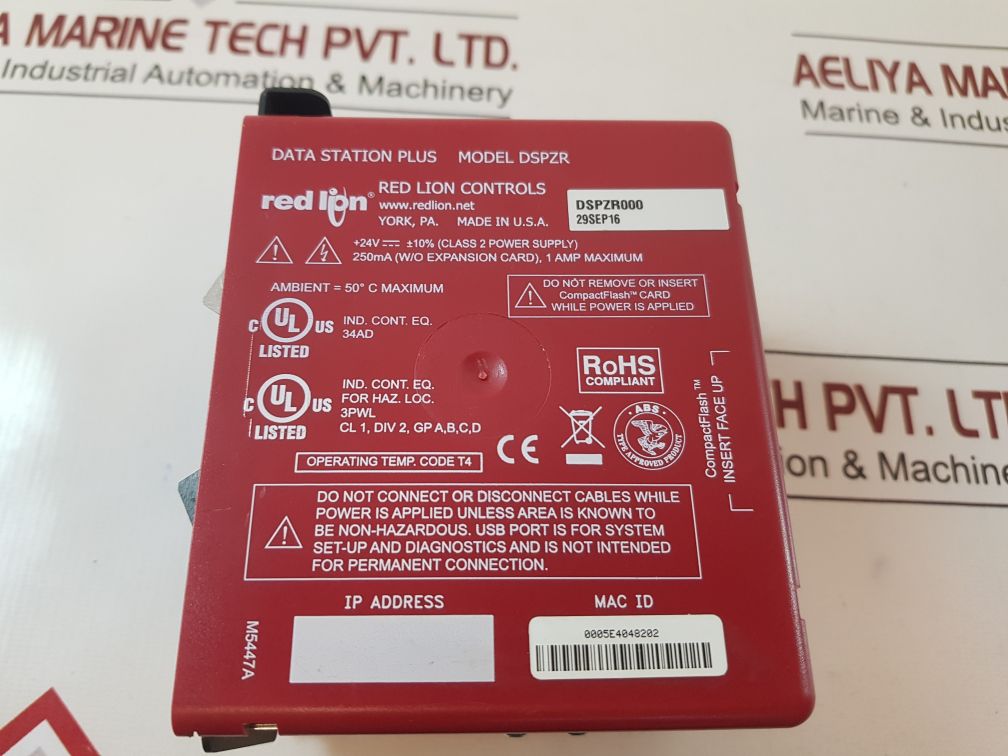 A MARINE TECH PVT. LTD.
Industrial Automation & Machinery
AELIYA MAR
Marine & Indus
DATA STATION PLUS MODEL DSPZR
red lion®
RED LION CONTROLS
www.redlion.net
YORK, PA. MADE IN U.S.A.
DSPZR000
29SEP16
+24V ±10% (CLASS 2 POWER SUPPLY)
250mA (W/O EXPANSION CARD), 1 AMP MAXIMUM
AMBIENT = 50° C MAXIMUM
DO NOT REMOVE OR INSERT
CompactFlash™ CARD
WHILE POWER IS APPLIED
C UL US
LISTED
IND. CONT. EQ.
34AD
RoHS
COMPLIANT
C UL US
LISTED
IND. CONT. EQ.
FOR HAZ. LOC.
3PWL
CL 1, DIV 2, GP A,B,C,D
OPERATING TEMP. CODE T4
CE
ABS
TYPE APPROVED PRODUCT
CompactFlash™
INSERT FACE UP
H PVT. LT
on & Machine
DO NOT CONNECT OR DISCONNECT CABLES WHILE
POWER IS APPLIED UNLESS AREA IS KNOWN TO
BE NON-HAZARDOUS. USB PORT IS FOR SYSTEM
SET-UP AND DIAGNOSTICS AND IS NOT INTENDED
FOR PERMANENT CONNECTION.
IP ADDRESS
MAC ID
0005E4048202
M5447A